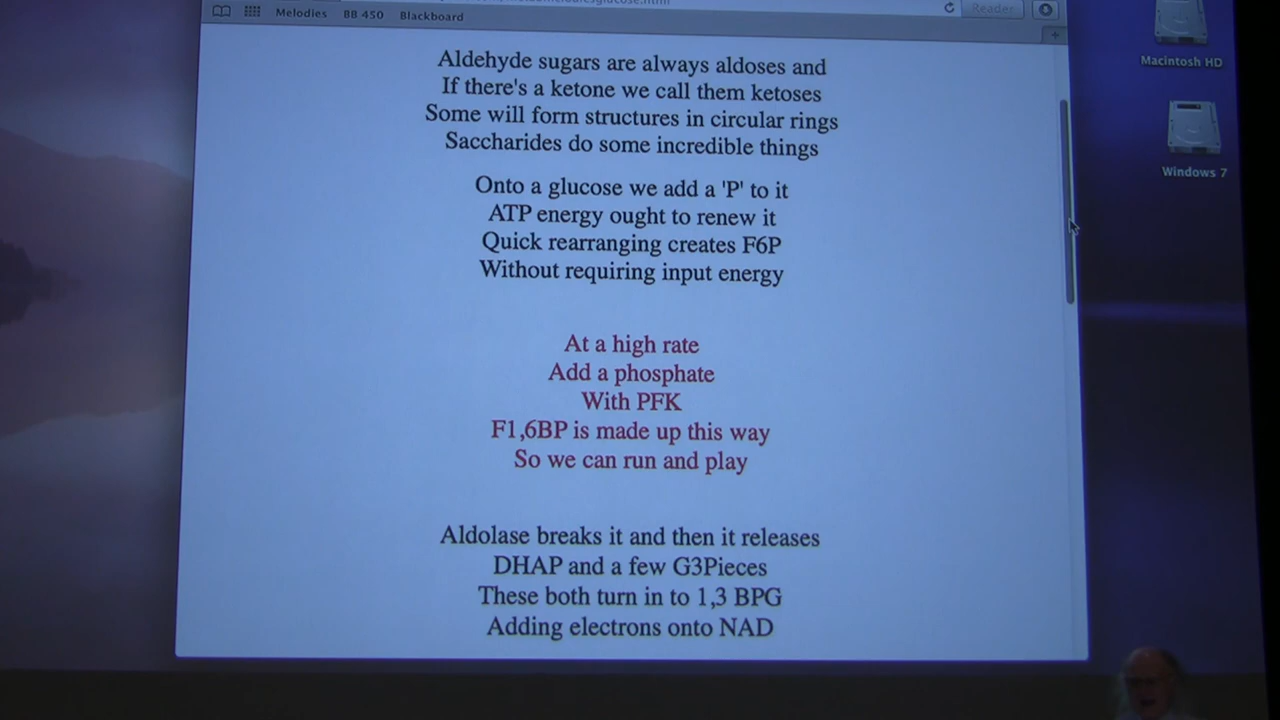 Melodies BB 450 Blackboard
Reader
Macintosh HD
Windows 7
Aldehyde sugars are always aldoses and
If there's a ketone we call them ketoses
Some will form structures in circular rings
Saccharides do some incredible things
Onto a glucose we add a 'P' to it
ATP energy ought to renew it
Quick rearranging creates F6P
Without requiring input energy
At a high rate
Add a phosphate
With PFK
F1,6BP is made up this way
So we can run and play
Aldolase breaks it and then it releases
DHAP and a few G3Pieces
These both turn in to 1,3 BPG
Adding electrons onto NAD